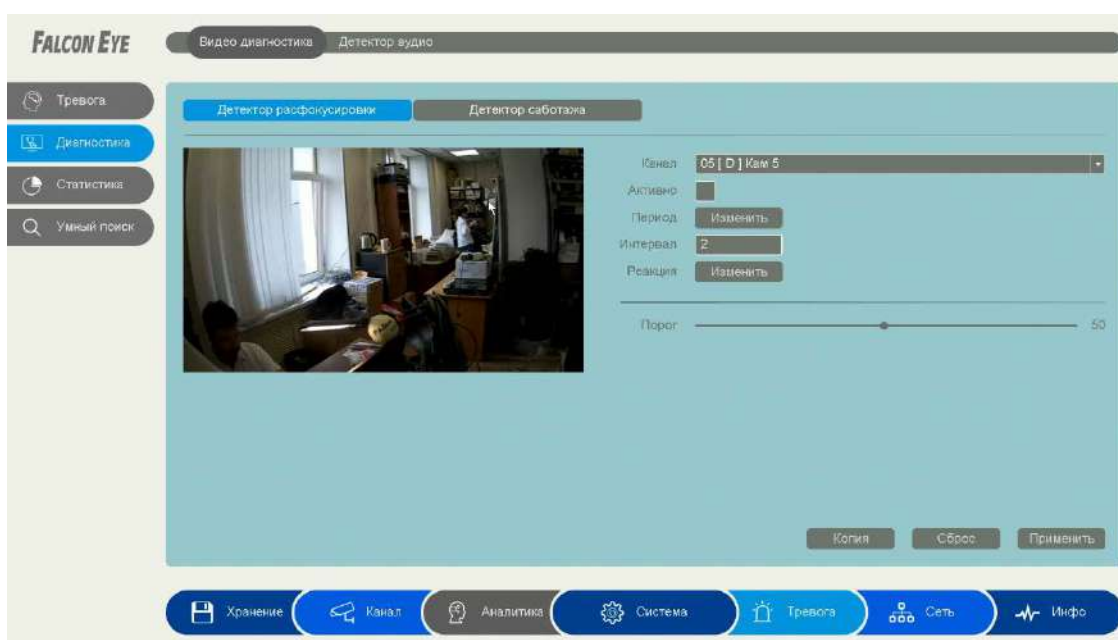 FALCON EYE
Видео диагностика Детектор аудио
Тревога
Диагностика
Статистика
Умный поиск
Детектор расфокусировки Детектор саботажа
Канал 05 [ D ] Кам 5
Активно
Период Изменить
Интервал 2
Реакция Изменить
Порог 50
Копия Сброс Применить
Хранение Канал Аналитика Система Тревога Сеть Инфо